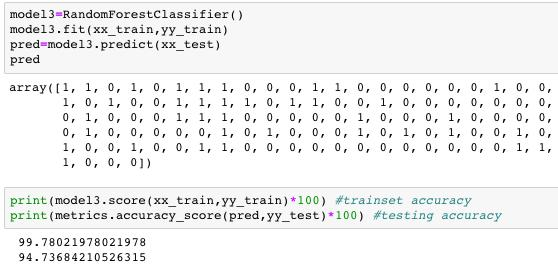 model3=RandomForestClassifier()
model3.fit(xx_train,yy_train)
pred=model3.predict(xx_test)
pred
array([1, 1, 0, 1, 0, 1, 1, 1, 0, 0, 0, 1, 1, 0, 0, 0, 0, 0, 0, 1, 0, 0,
1, 0, 1, 0, 0, 1, 1, 1, 1, 0, 1, 1, 0, 0, 1, 0, 0, 0, 0, 0, 0, 0,
0, 1, 0, 0, 0, 1, 1, 0, 0, 0, 0, 0, 1, 0, 0, 0, 1, 0, 0, 0, 0,
0, 1, 0, 0, 0, 0, 0, 1, 0, 1, 0, 0, 0, 0, 1, 0, 1, 0, 1, 0, 0, 1, 0,
1, 0, 0, 1, 0, 0, 1, 1, 0, 0, 0, 0, 0, 0, 0, 0, 0, 0, 0, 0, 1, 1,
1, 0, 0, 0])
print(model3.score(xx_train,yy_train)*100) #trainset accuracy
print(metrics.accuracy_score(pred,yy_test)*100) #testing accuracy
99.78021978021978
94.73684210526315